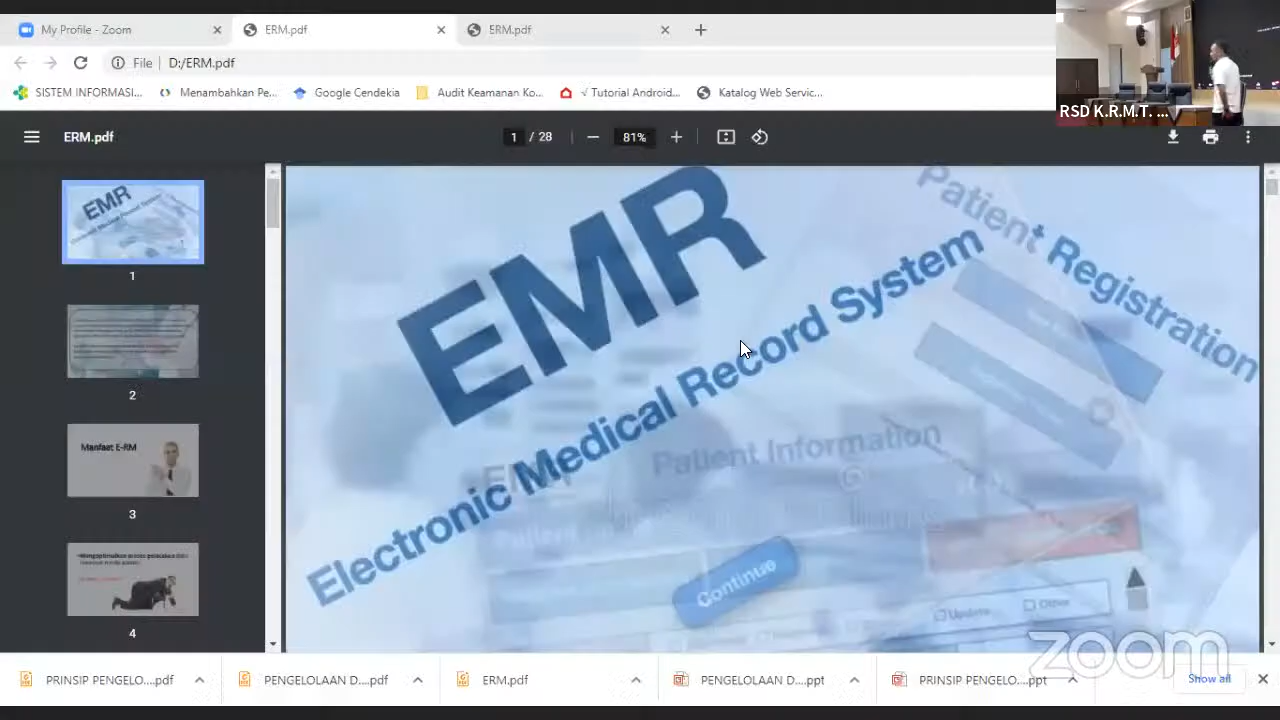 My Profile - Zoom
ERM.pdf
ERM.pdf
File
D:/ERM.pdf
SISTEM INFORMASI...
Menambahkan Pe...
Google Cendekia
Audit Keamanan Ko...
√ Tutorial Android...
Katalog Web Servic...
RSD K.R.M.T. ...
ERM.pdf
1 / 28
81%
EMR
Electronic Medical Record System
Patient Registration
Patient Information
Continue
Update
Other
EMR
1
2
Manfaat E-RM
3
4
zoom
PRINSIP PENGELO....pdf
PENGELOLAAN D....pdf
ERM.pdf
PENGELOLAAN D....ppt
PRINSIP PENGELO....ppt
Show all